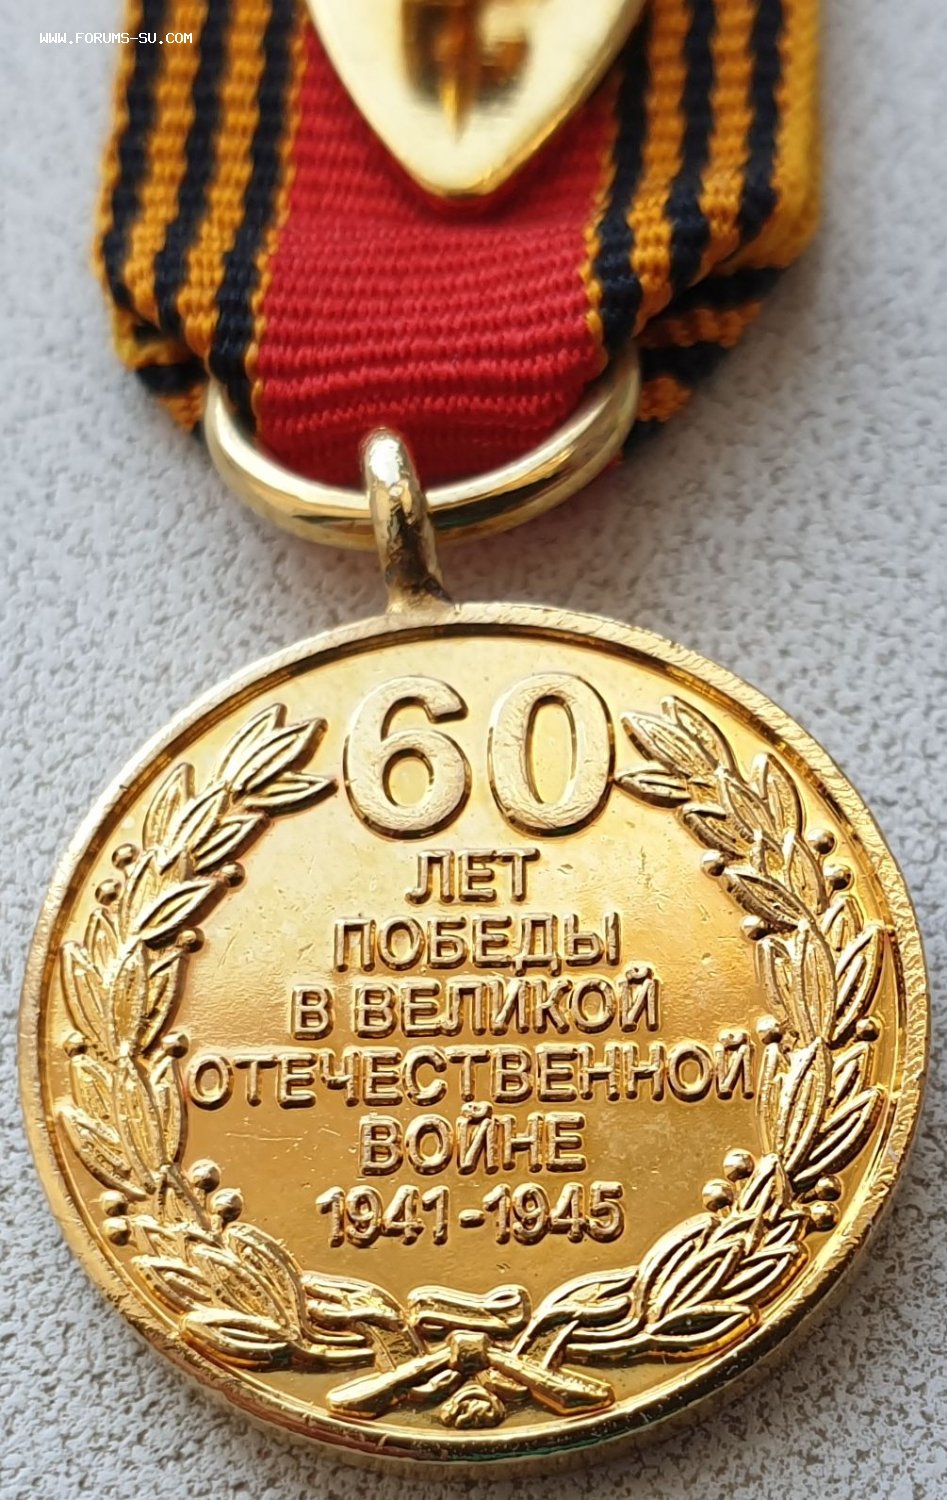 WWW.FORUMS-SU.COM
60
ЛЕТ
ПОБЕДЫ
В ВЕЛИКОЙ
ОТЕЧЕСТВЕННОЙ
ВОЙНЕ
1941-1945